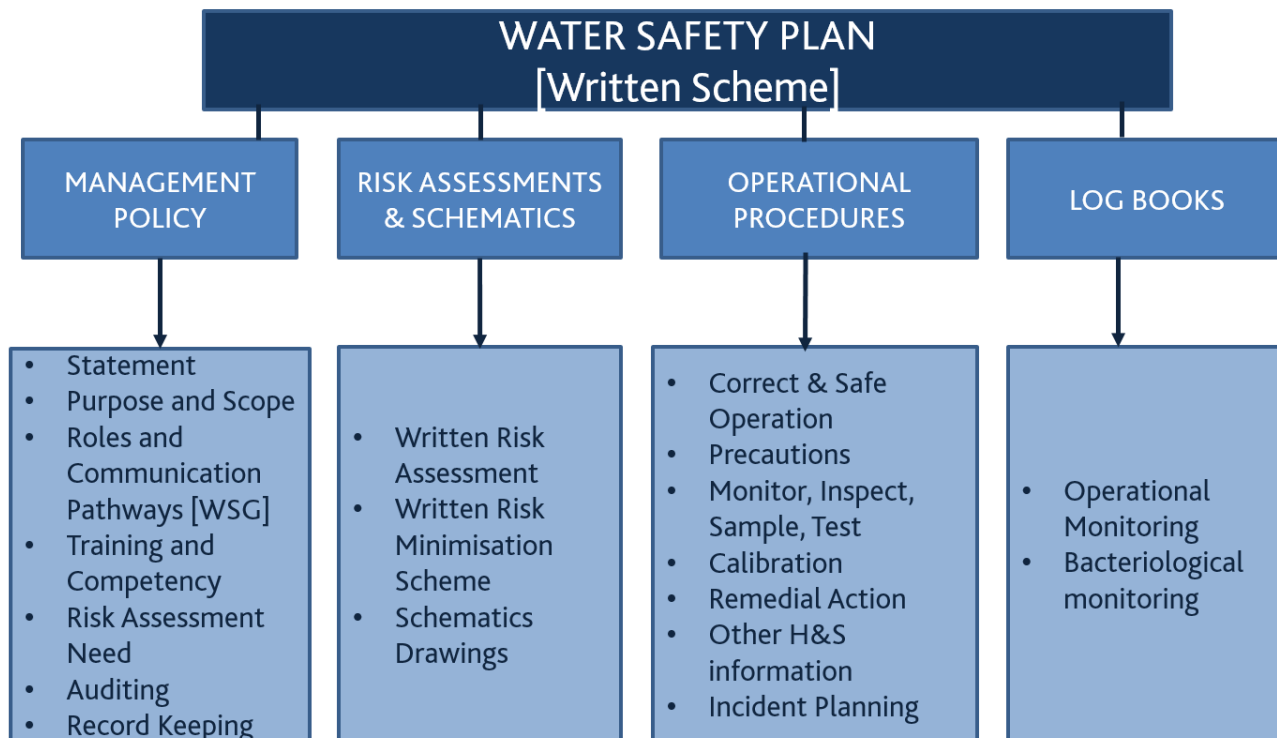 WATER SAFETY PLAN
[Written Scheme]
MANAGEMENT
POLICY
RISK ASSESSMENTS
& SCHEMATICS
OPERATIONAL
PROCEDURES
LOG BOOKS
• Statement
• Purpose and Scope
• Roles and
Communication
Pathways [WSG]
• Training and
Competency
• Risk Assessment
Need
• Auditing
• Record Keeping
• Written Risk
Assessment
• Written Risk
Minimisation
Scheme
• Schematics
Drawings
• Correct & Safe
Operation
• Precautions
• Monitor, Inspect,
Sample, Test
• Calibration
• Remedial Action
• Other H&S
information
• Incident Planning
• Operational
Monitoring
• Bacteriological
monitoring